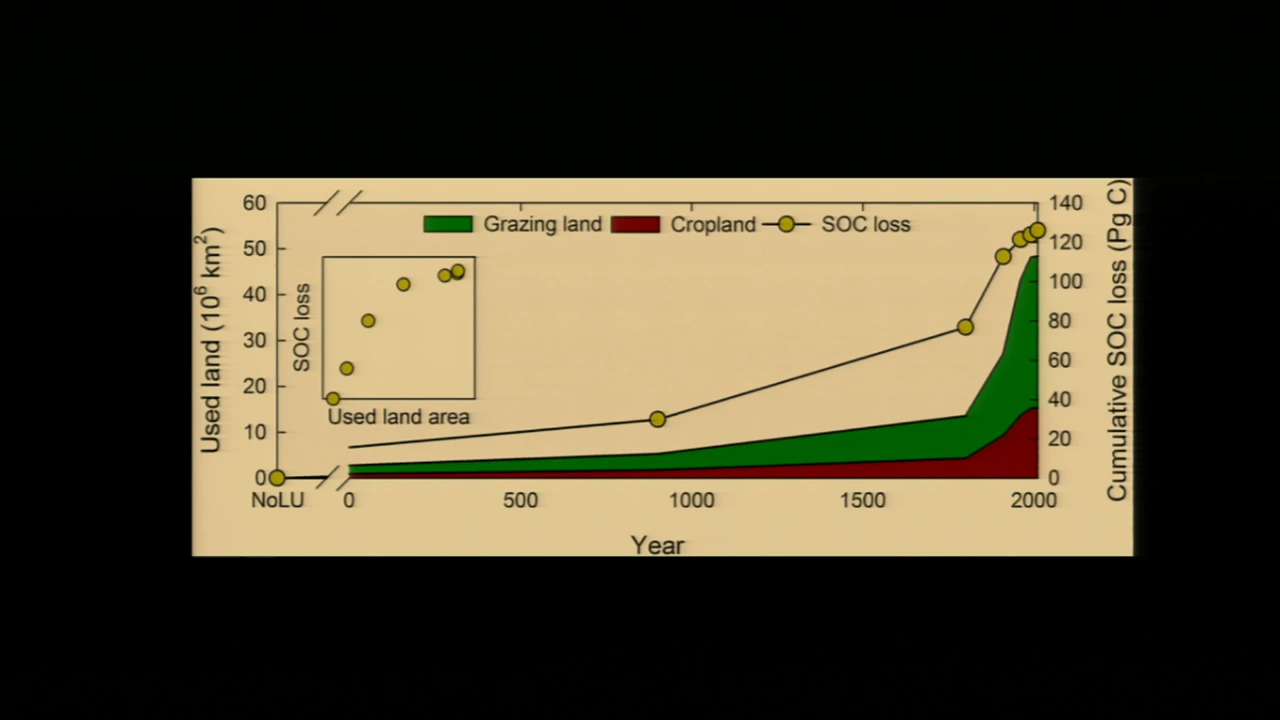 60
50
40
30
20
10
0
Used land (10⁶ km²)
Grazing land
Cropland
SOC loss
SOC loss
Used land area
140
120
100
80
60
40
20
0
Cumulative SOC loss (Pg C)
NoLU 0 500 1000 1500 2000
Year